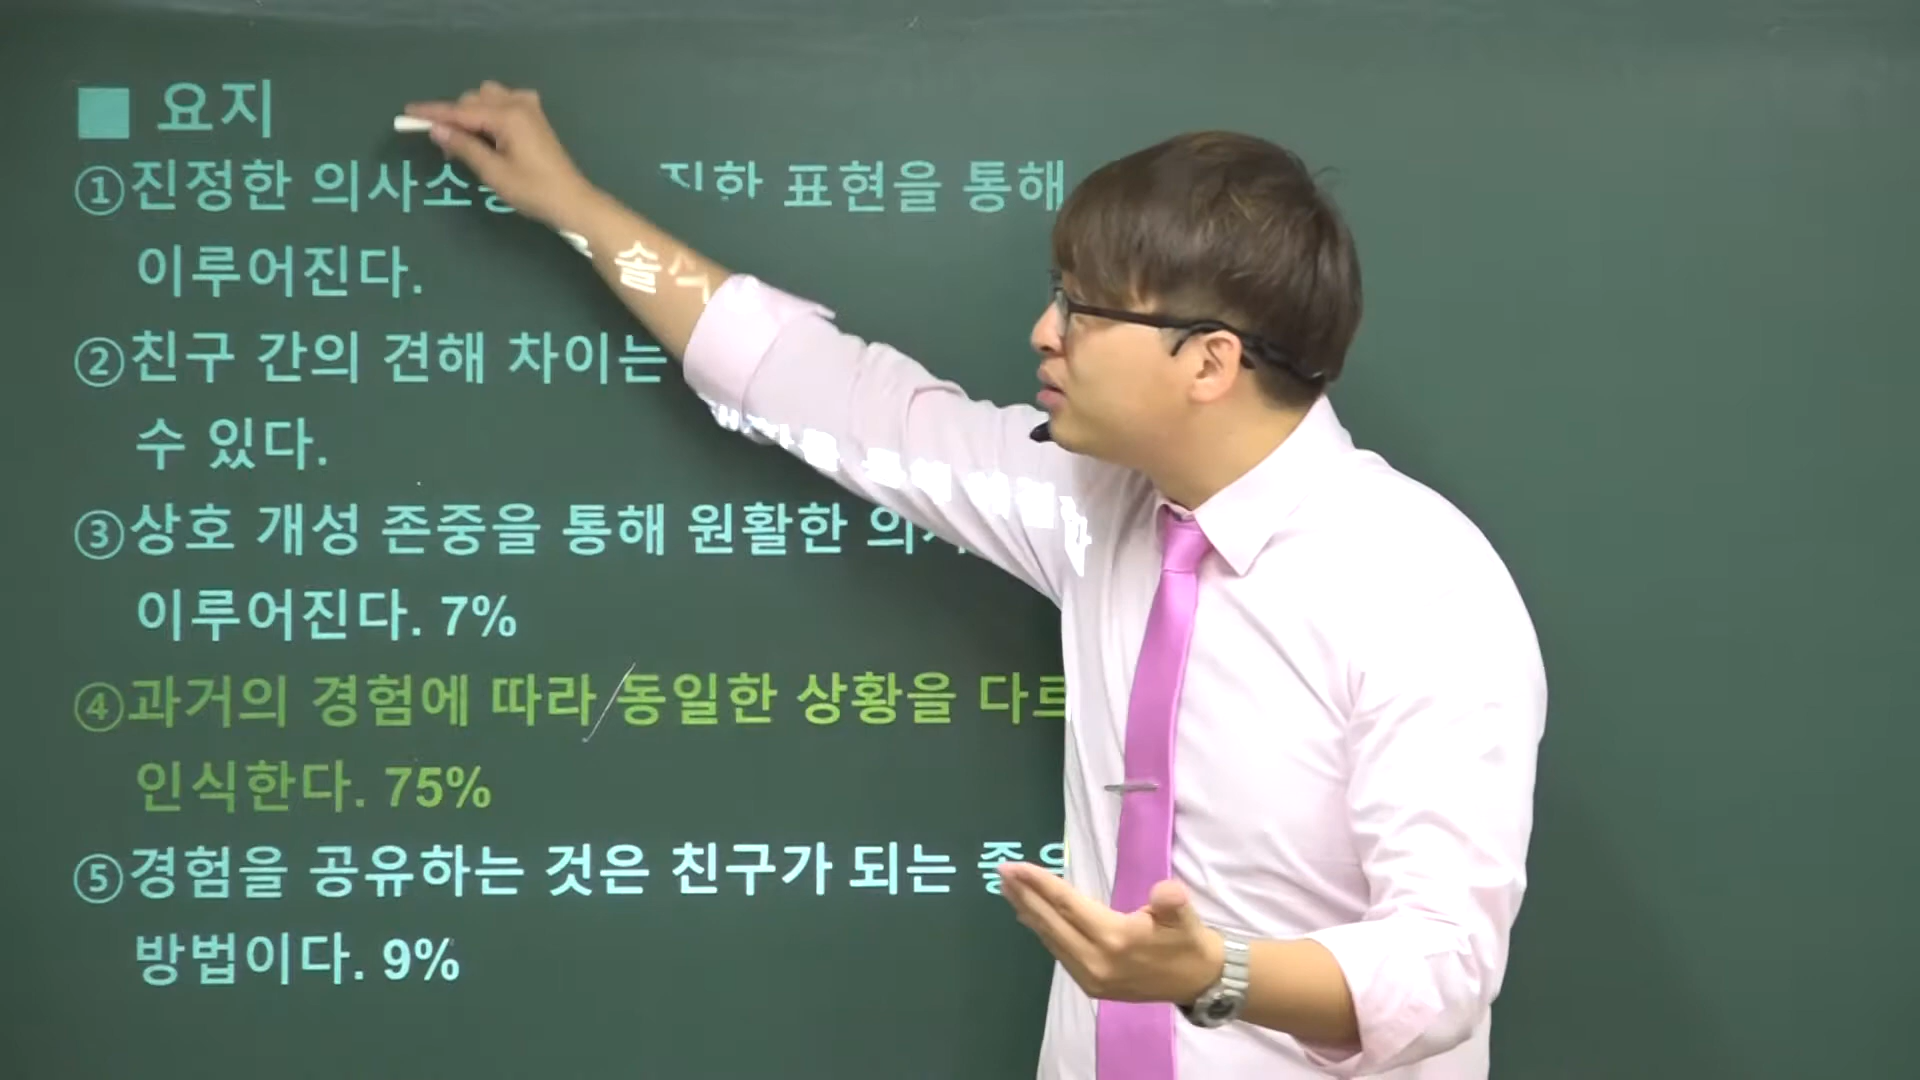 ■ 요지
①진정한 의사소 표현을 통해
이루어진다.
②친구 간의 견해 차이는
수 있다.
③상호 개성 존중을 통해 원활한
이루어진다. 7%
④과거의 경험에 따라/동일한 상황을 다르
인식한다. 75%
⑤경험을 공유하는 것은 친구가 되는
방법이다. 9%